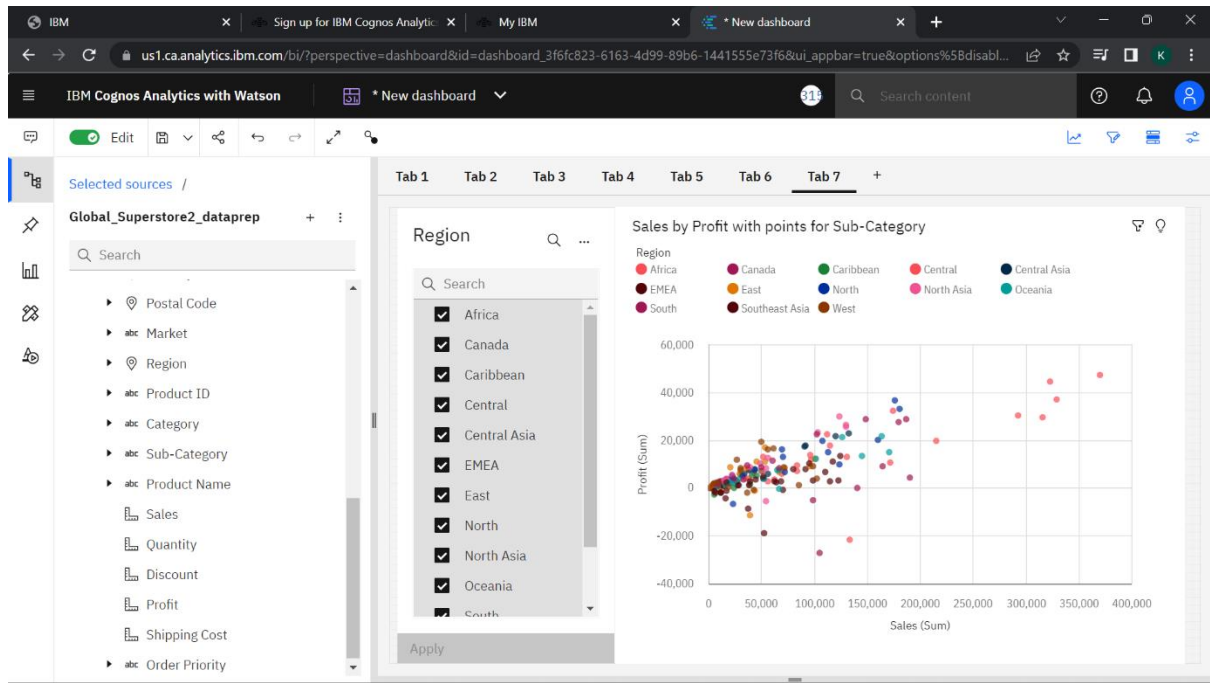 IBM Sign up for IBM Cognos Analytic My IBM * New dashboard
us1.ca.analytics.ibm.com/bi/?perspective=dashboard&id=dashboard_3f6fc823-6163-4d99-89b6-1441555e73f6&ui_appbar=true&options%5Bdisabl... K
IBM Cognos Analytics with Watson * New dashboard Search content
Edit
Tab 1 Tab 2 Tab 3 Tab 4 Tab 5 Tab 6 Tab 7 +
Selected sources /
Global_Superstore2_dataprep
Search
Postal Code
abc Market
Region
abc Product ID
abc Category
abc Sub-Category
abc Product Name
Sales
Quantity
Discount
Profit
Shipping Cost
abc Order Priority
Region
Search
Africa
Canada
Caribbean
Central
Central Asia
EMEA
East
North
North Asia
Oceania
South
Apply
Sales by Profit with points for Sub-Category
Region
Africa Canada Caribbean Central Central Asia
EMEA East North North Asia Oceania
South Southeast Asia West
60,000
40,000
20,000
0
-20,000
-40,000
Profit (Sum)
0 50,000 100,000 150,000 200,000 250,000 300,000 350,000 400,000
Sales (Sum)